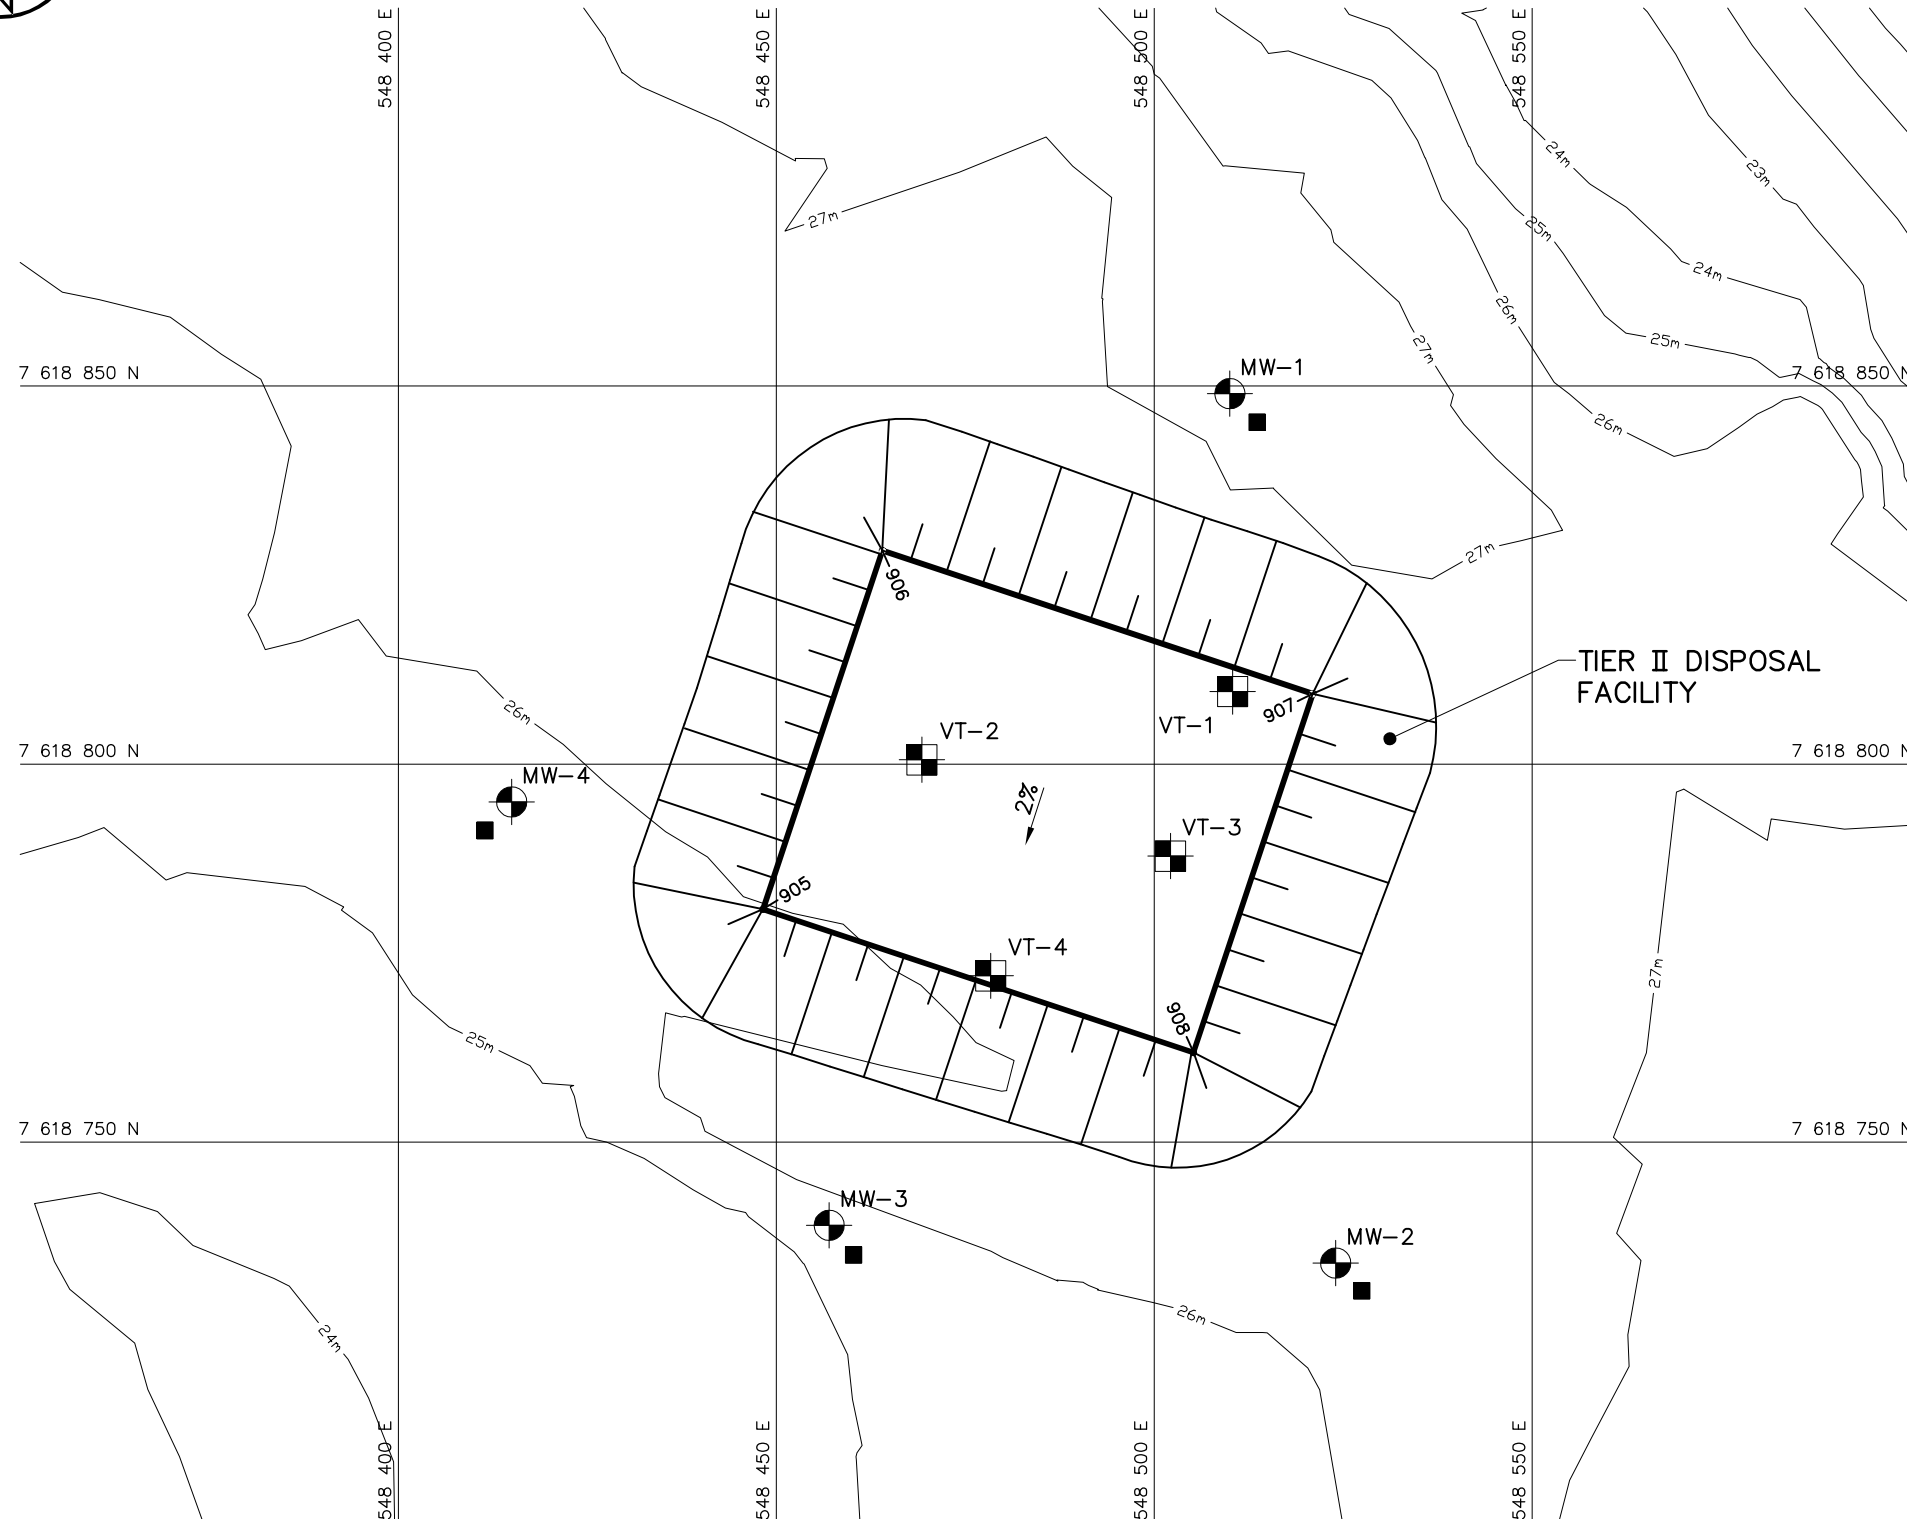 N
548 400 E
548 450 E
548 500 E
548 550 E
24m
23m
27m
25m
24m
26m
25m
27m
7 618 850 N
MW-1
7 618 850 N
26m
27m
906
TIER II DISPOSAL
FACILITY
907
26m
VT-1
VT-2
7 618 800 N
7 618 800 N
MW-4
2%
VT-3
905
VT-4
27m
908
25m
7 618 750 N
7 618 750 N
MW-3
MW-2
26m
24m
548 400 E
548 450 E
548 500 E
548 550 E